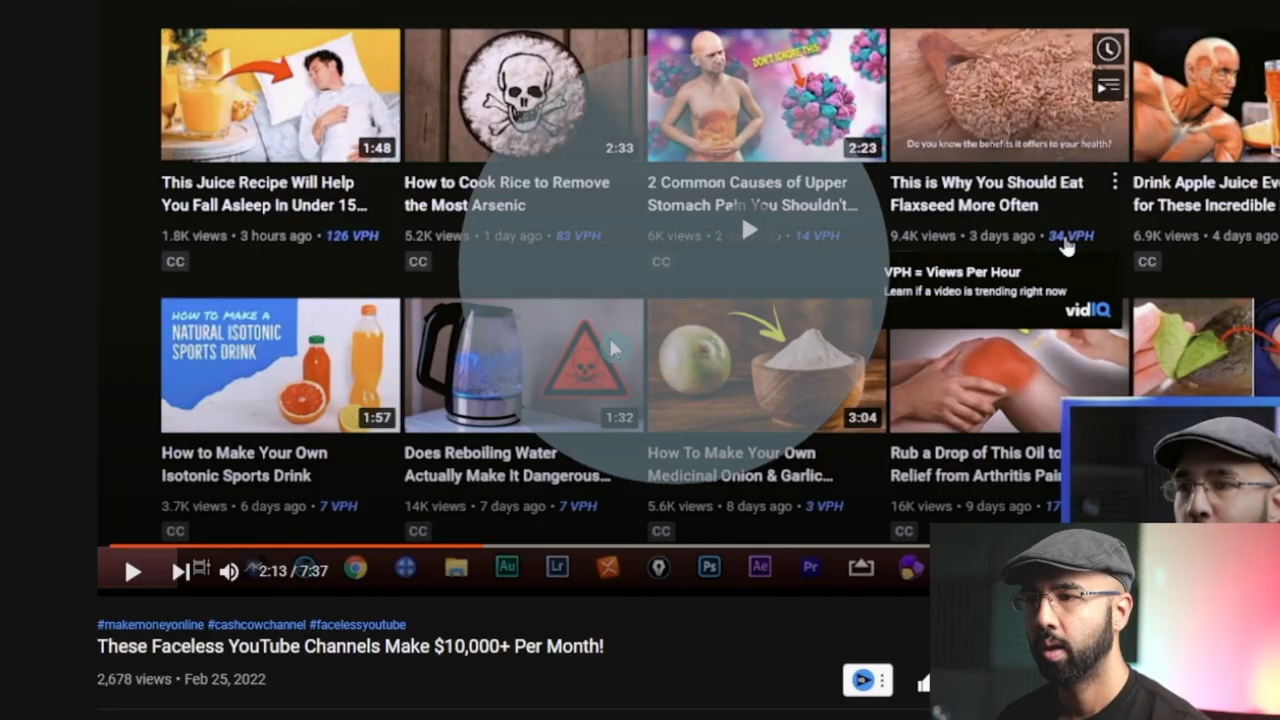 DON'T IGNORE THIS
Do you know the benefits it offers to your health?
1:48
2:33
2:23
This Juice Recipe Will Help
You Fall Asleep In Under 15...
1.8K views • 3 hours ago • 126 VPH
CC
How to Cook Rice to Remove
the Most Arsenic
5.2K views • 1 day ago • 83 VPH
CC
2 Common Causes of Upper
Stomach Pain You Shouldn't...
6K views • 2 • 14 VPH
CC
This is Why You Should Eat
Flaxseed More Often
9.4K views • 3 days ago • 34 VPH
VPH = Views Per Hour
Learn if a video is trending right now
vidIQ
Drink Apple Juice Ev
for These Incredible
6.9K views • 4 days ago
CC
HOW TO MAKE A
NATURAL ISOTONIC
SPORTS DRINK
1:57
1:32
3:04
How to Make Your Own
Isotonic Sports Drink
3.7K views • 6 days ago • 7 VPH
CC
Does Reboiling Water
Actually Make It Dangerous...
14K views • 7 days ago • 7 VPH
CC
How To Make Your Own
Medicinal Onion & Garlic...
5.6K views • 8 days ago • 3 VPH
CC
Rub a Drop of This Oil to
Relief from Arthritis Pai
16K views • 9 days ago • 17
CC
2:13 / 7:37
Au
Lr
Ps
Ae
Pr
#makemoneyonline #cashcowchannel #facelessyoutube
These Faceless YouTube Channels Make $10,000+ Per Month!
2,678 views • Feb 25, 2022